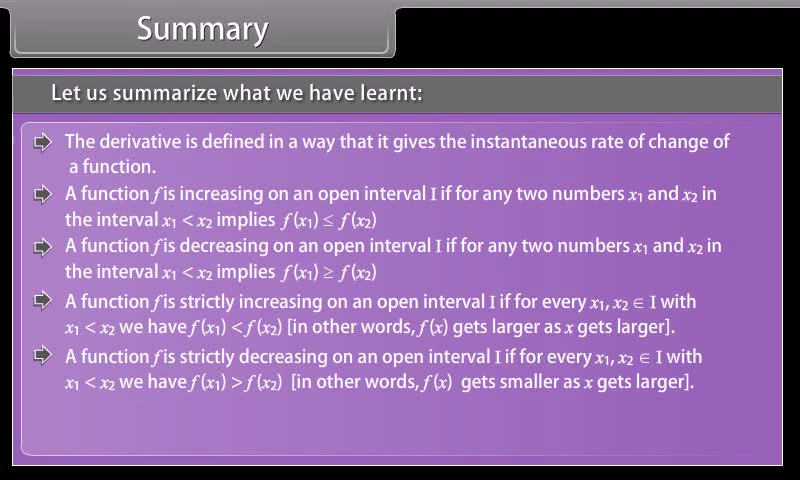 Summary
Let us summarize what we have learnt:
The derivative is defined in a way that it gives the instantaneous rate of change of
a function.
A function f is increasing on an open interval I if for any two numbers x₁ and x₂ in
the interval x₁ < x₂ implies f (x₁) ≤ f (x₂)
A function f is decreasing on an open interval I if for any two numbers x₁ and x₂ in
the interval x₁ < x₂ implies f (x₁) ≥ f (x₂)
A function f is strictly increasing on an open interval I if for every x₁, x₂ ∈ I with
x₁ < x₂ we have f (x₁) < f (x₂) [in other words, f (x) gets larger as x gets larger].
A function f is strictly decreasing on an open interval I if for every x₁, x₂ ∈ I with
x₁ < x₂ we have f (x₁) > f (x₂) [in other words, f (x) gets smaller as x gets larger].